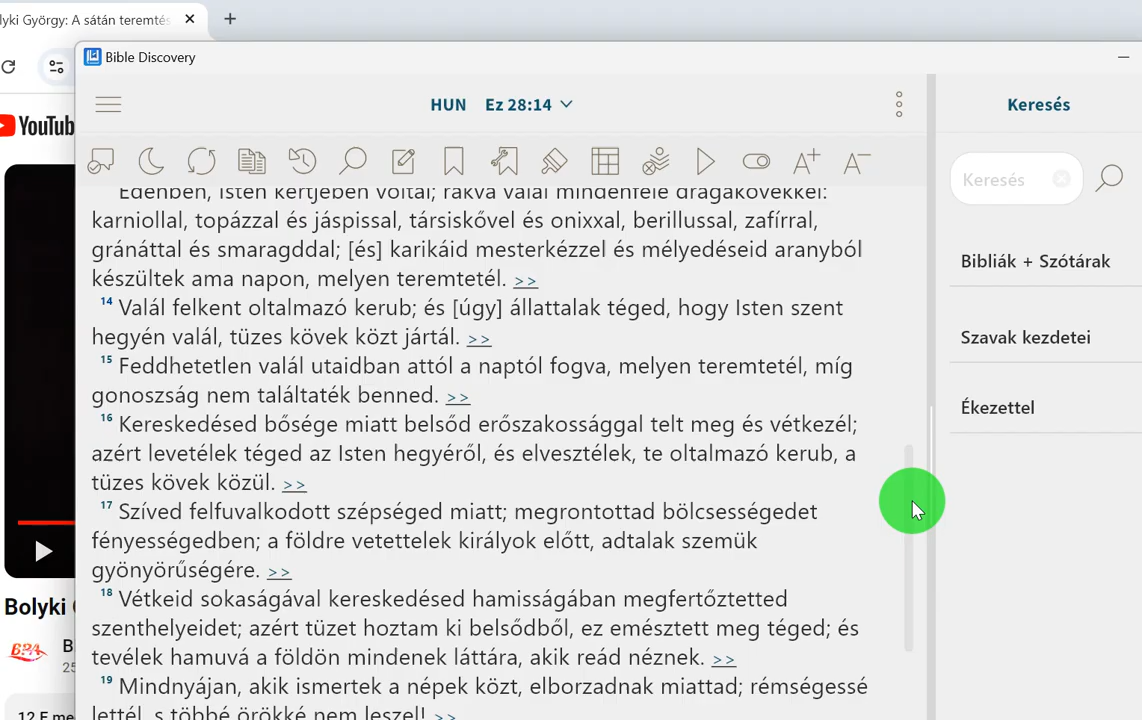 lyki György: A sátán teremtés
Bible Discovery
HUN Ez 28:14
Keresés
YouTub
Keresés
Édenben, Isten kertjében voltál; rakva valál mindenféle drágakövekkel:
karniollal, topázzal és jáspissal, társiskővel és onixxal, berillussal, zafírral,
gránáttal és smaragddal; [és] karikáid mesterkézzel és mélyedéseid aranyból
készültek ama napon, melyen teremtetél. >>
14 Valál felkent oltalmazó kerub; és [úgy] állattalak téged, hogy Isten szent
hegyén valál, tüzes kövek közt jártál. >>
15 Feddhetetlen valál utaidban attól a naptól fogva, melyen teremtetél, míg
gonoszság nem találtaték benned. >>
16 Kereskedésed bősége miatt belsőd erőszakossággal telt meg és vétkezél;
azért levetélek téged az Isten hegyéről, és elvesztélek, te oltalmazó kerub, a
tüzes kövek közül. >>
17 Szíved felfuvalkodott szépséged miatt; megrontottad bölcsességedet
fényességedben; a földre vetettelek királyok előtt, adtalak szemük
gyönyörűségére. >>
18 Vétkeid sokaságával kereskedésed hamisságában megfertőztetted
szenthelyeidet; azért tüzet hoztam ki belsődből, ez emésztett meg téged; és
tevélek hamuvá a földön mindenek láttára, akik reád néznek. >>
19 Mindnyájan, akik ismertek a népek közt, elborzadnak miattad; rémségessé
lettél, s többé örökké nem leszel! >>
Bibliák + Szótárak
Szavak kezdetei
Ékezettel
Bolyki
BPA
B
25
12 E me